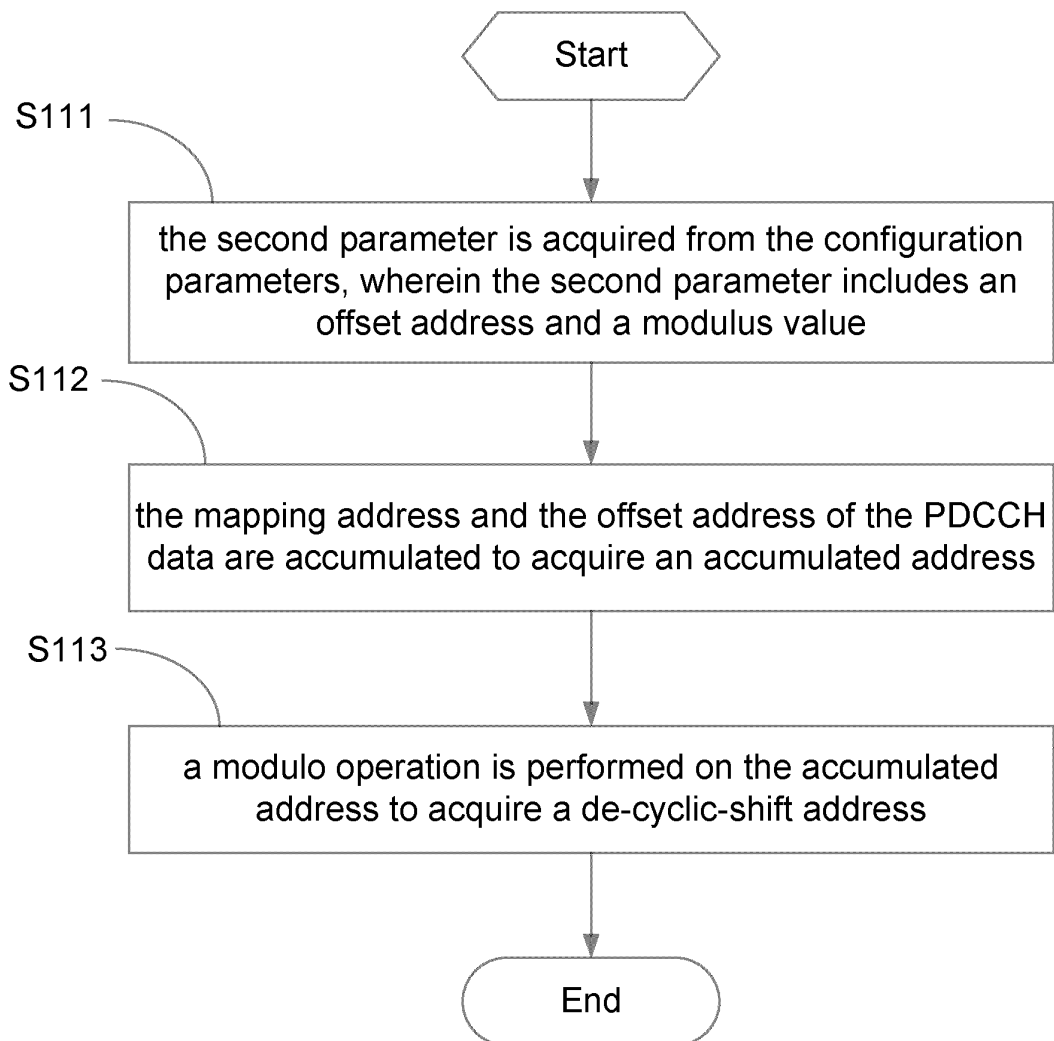 Start
S111
the second parameter is acquired from the configuration
parameters, wherein the second parameter includes an
offset address and a modulus value
S112
the mapping address and the offset address of the PDCCH
data are accumulated to acquire an accumulated address
S113
a modulo operation is performed on the accumulated
address to acquire a de-cyclic-shift address
End